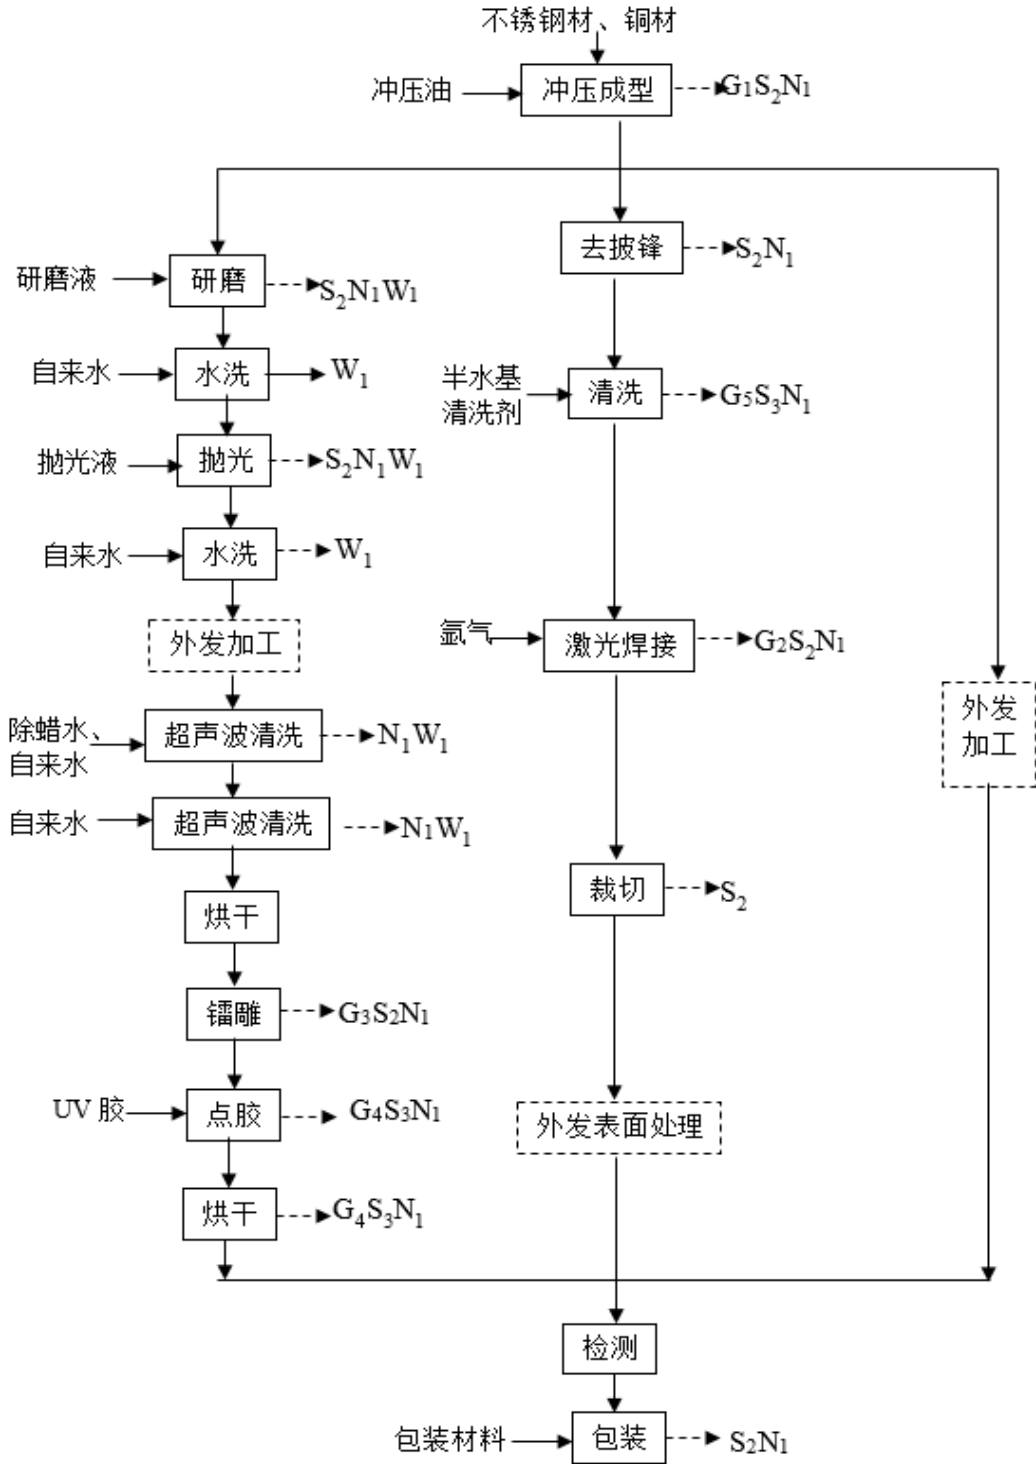 不锈钢材、铜材
冲压油
冲压成型
G₁S₂N₁
去披锋
S₂N₁
研磨液
研磨
S₂N₁W₁
自来水
水洗
W₁
半水基
清洗剂
清洗
G₅S₃N₁
抛光液
抛光
S₂N₁W₁
自来水
水洗
W₁
外发加工
氩气
激光焊接
G₂S₂N₁
外发
加工
除蜡水、
自来水
超声波清洗
N₁W₁
自来水
超声波清洗
N₁W₁
裁切
S₂
烘干
镭雕
G₃S₂N₁
UV 胶
点胶
G₄S₃N₁
外发表面处理
烘干
G₄S₃N₁
检测
包装材料
包装
S₂N₁